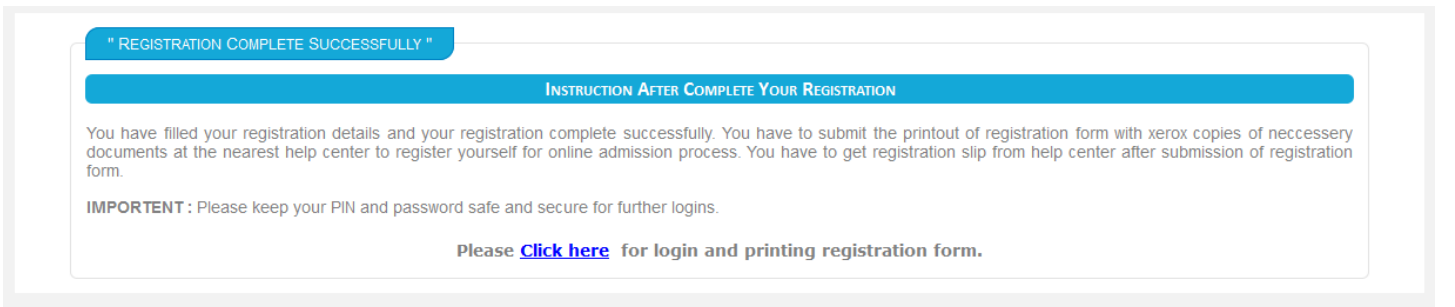 " Registration Complete Successfully "
Instruction After Complete Your Registration
You have filled your registration details and your registration complete successfully. You have to submit the printout of registration form with xerox copies of neccessery
documents at the nearest help center to register yourself for online admission process. You have to get registration slip from help center after submission of registration
form.
IMPORTENT : Please keep your PIN and password safe and secure for further logins.
Please Click here for login and printing registration form.